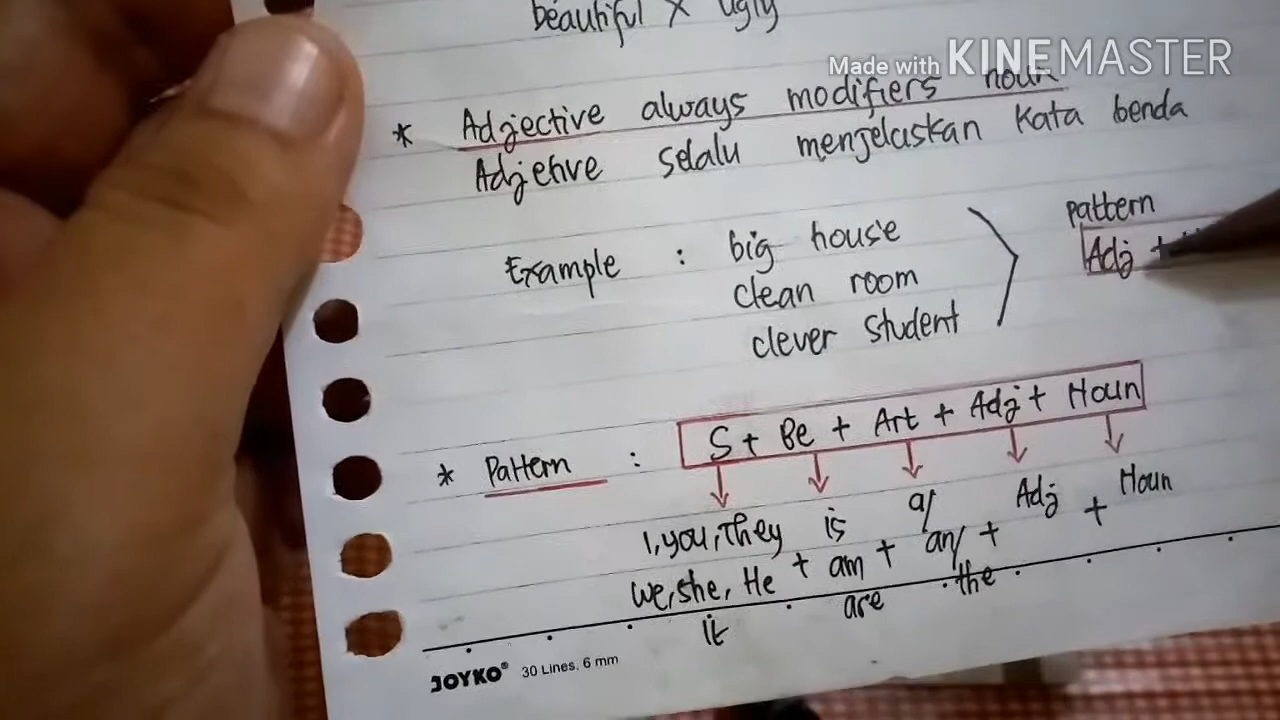 beautiful X ugly
Made with KINEMASTER
* Adjective always modifiers noun
Adjetive selalu menjelaskan Kata benda
Example : big house
clean room
clever student
pattern
Adj +
* Pattern : S + Be + Art + Adj + Noun
I, you, They is a/ Adj Noun
we, she, He + am + an/ + +
it are the
JOYKO® 30 Lines. 6 mm